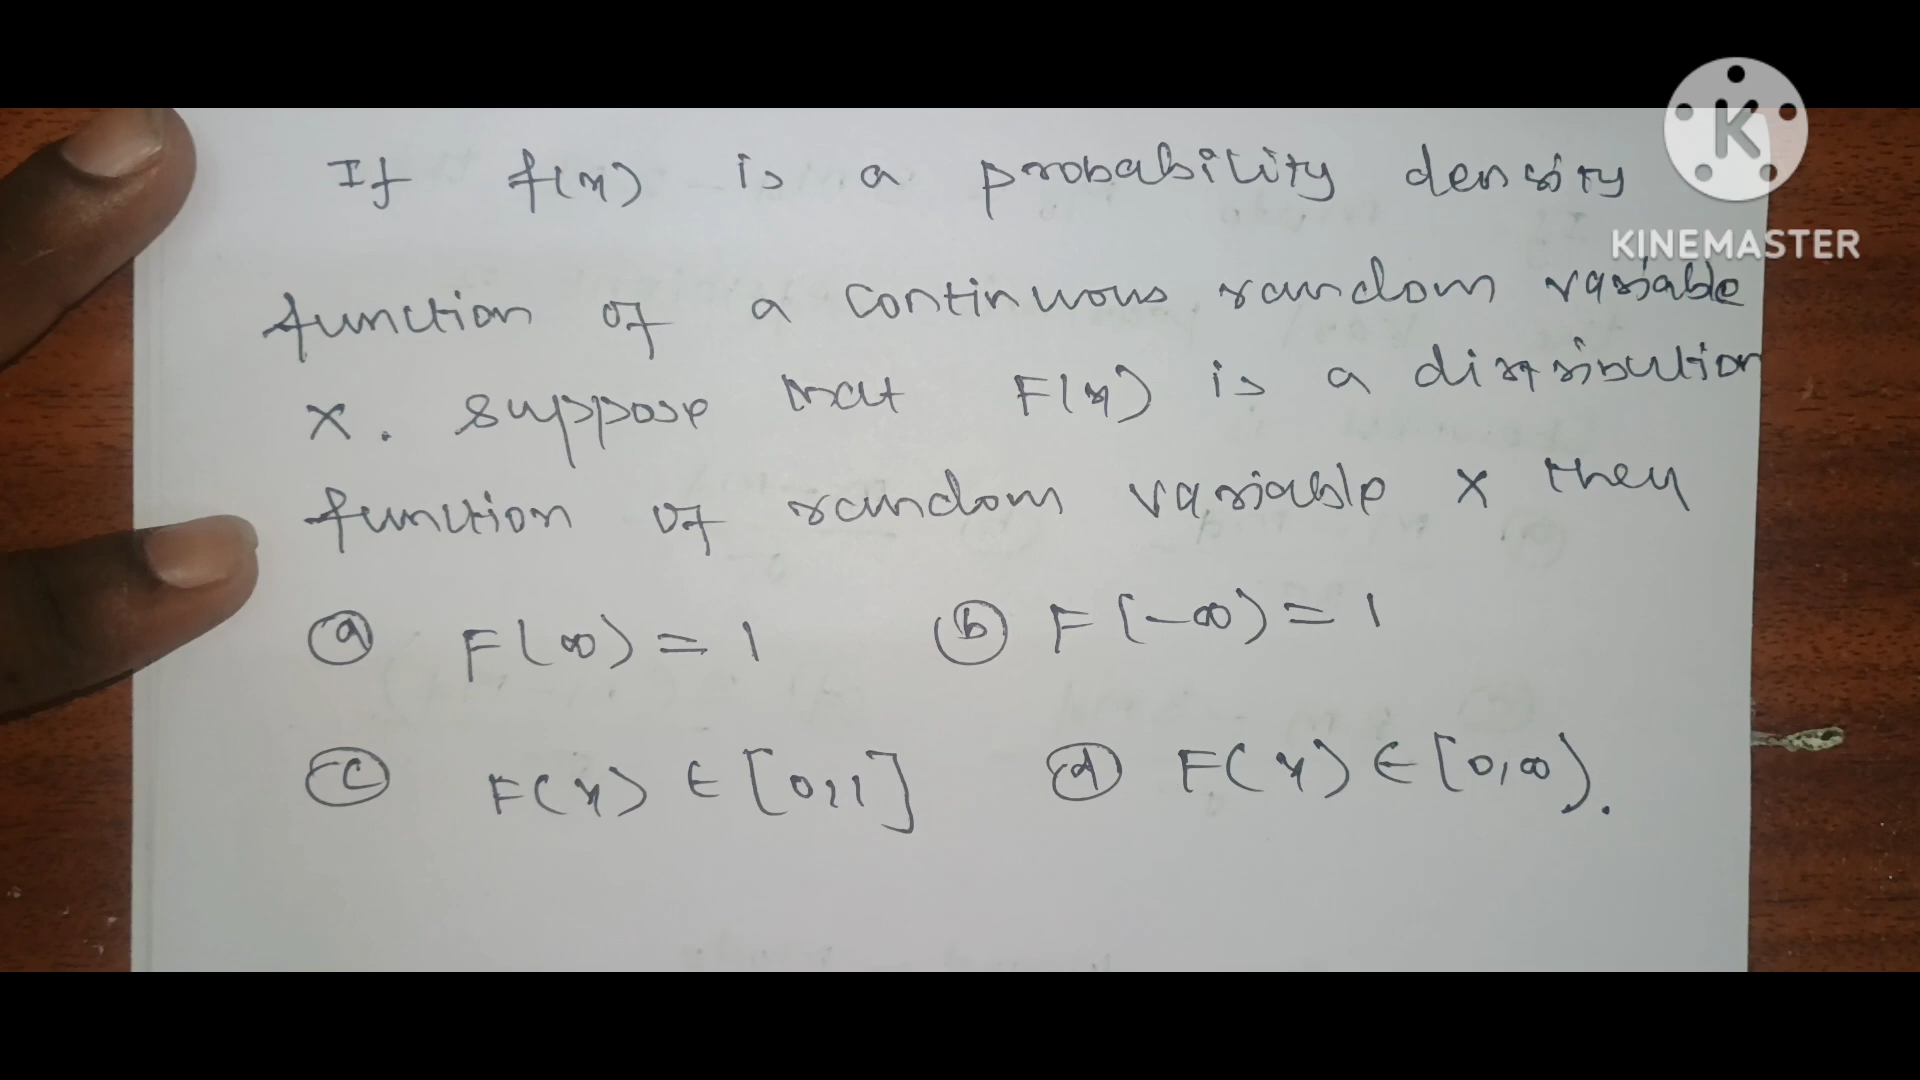 If f(x) is a probability density
K
KINEMASTER
function of a continuous random variable
X. suppose that F(x) is a distribution
function of random variable X then
(a) F(∞) = 1 (b) F(-∞) = 1
(c) F(x) ∈ [0,1] (d) F(x) ∈ [0,∞).